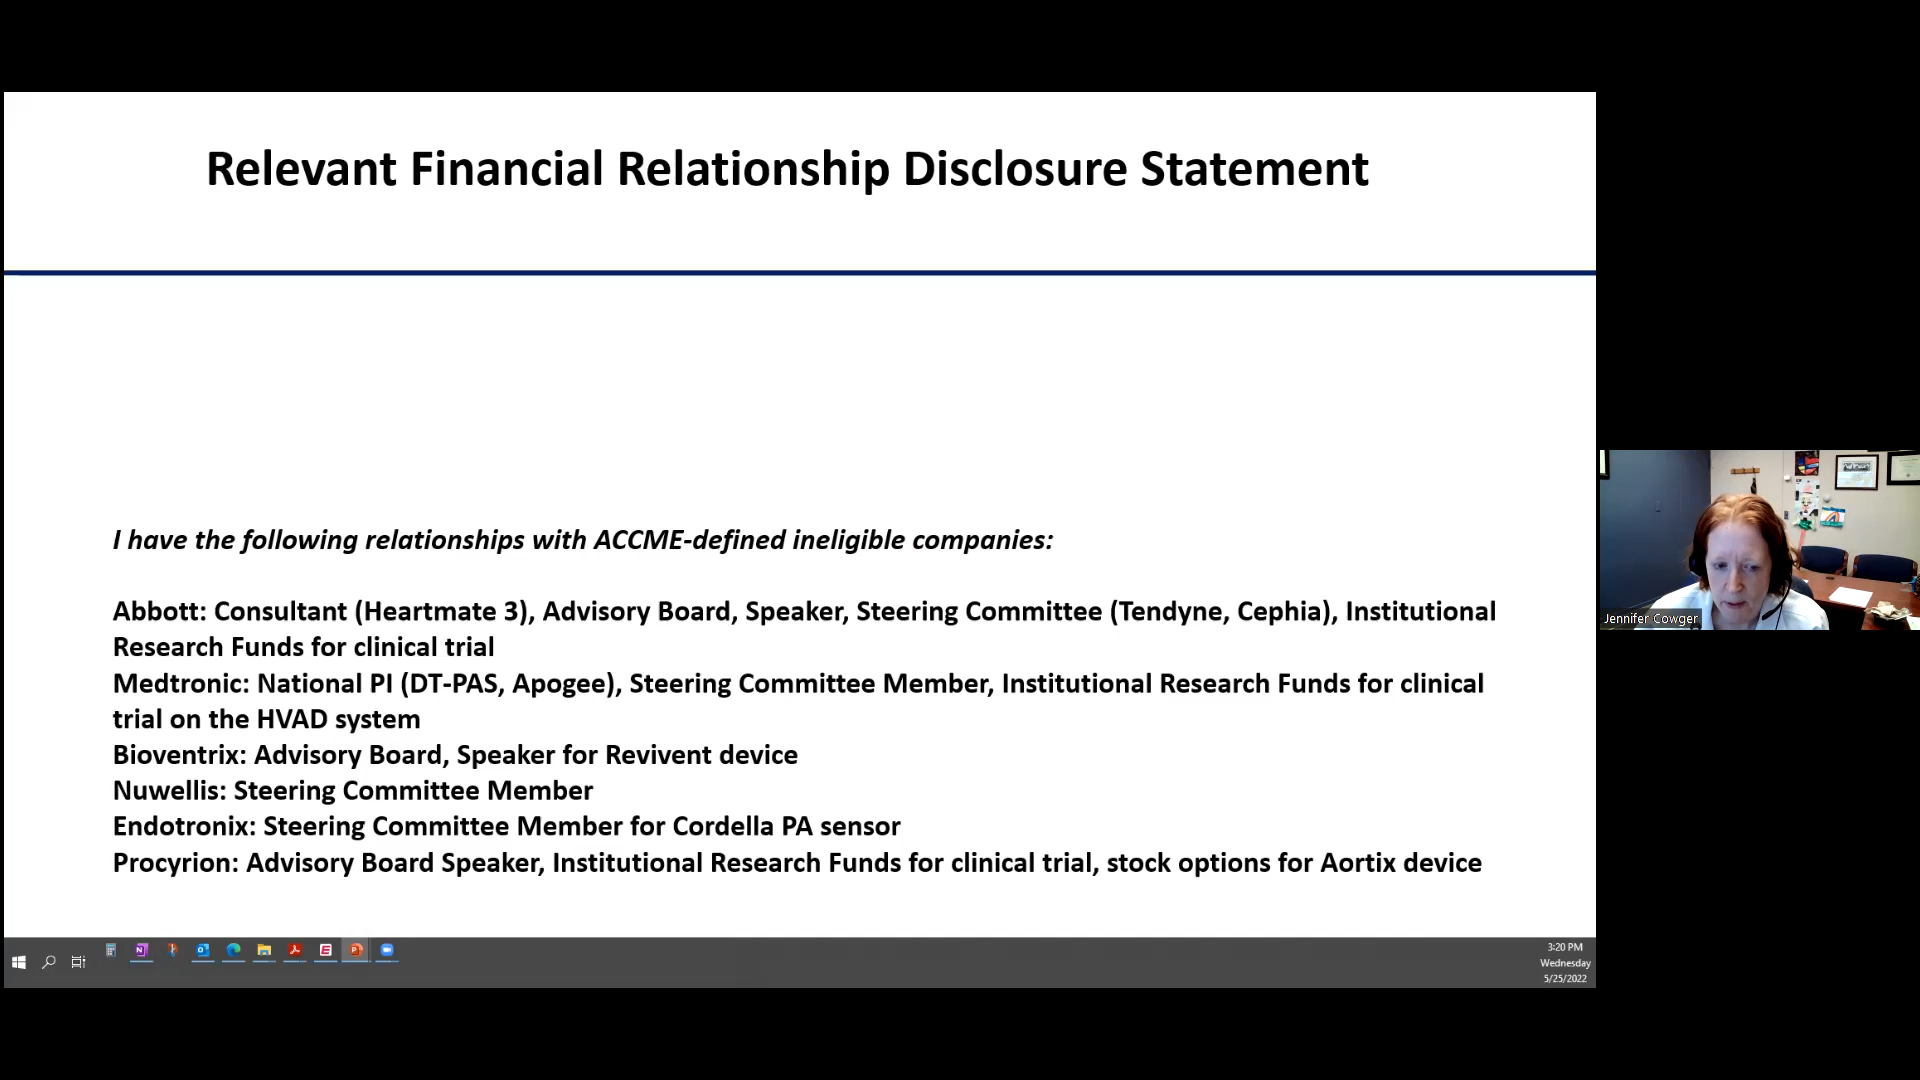 Relevant Financial Relationship Disclosure Statement
I have the following relationships with ACCME-defined ineligible companies:
Abbott: Consultant (Heartmate 3), Advisory Board, Speaker, Steering Committee (Tendyne, Cephia), Institutional
Research Funds for clinical trial
Medtronic: National PI (DT-PAS, Apogee), Steering Committee Member, Institutional Research Funds for clinical
trial on the HVAD system
Bioventrix: Advisory Board, Speaker for Revivent device
Nuwellis: Steering Committee Member
Endotronix: Steering Committee Member for Cordella PA sensor
Procyrion: Advisory Board Speaker, Institutional Research Funds for clinical trial, stock options for Aortix device
Jennifer Cowger
3:20 PM
Wednesday
5/25/2022